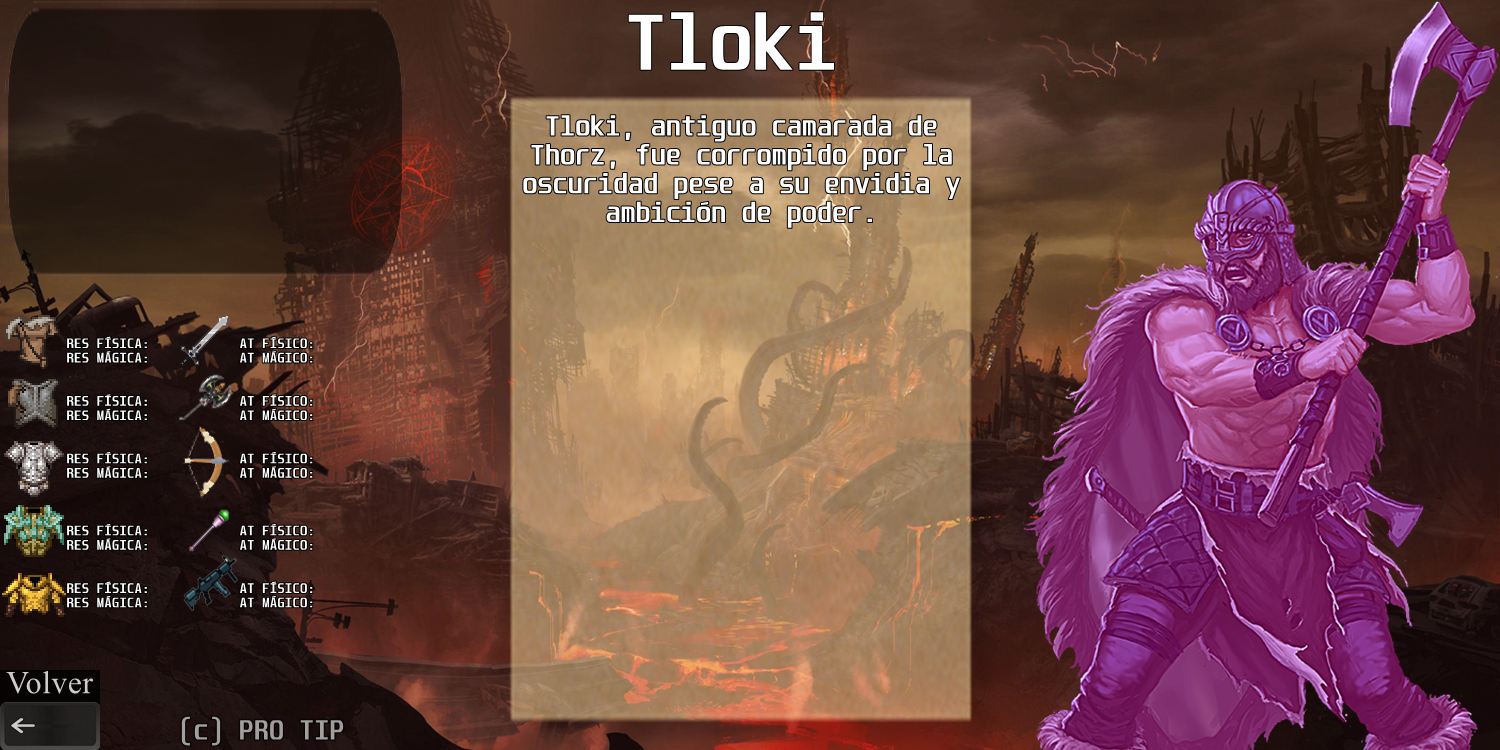 Tloki
Tloki, antiguo camarada de
Thorz, fue corrompido por la
oscuridad pese a su envidia y
ambición de poder.
RES FÍSICA:
RES MÁGICA:
AT FÍSICO:
AT MÁGICO:
RES FÍSICA:
RES MÁGICA:
AT FÍSICO:
AT MÁGICO:
RES FÍSICA:
RES MÁGICA:
AT FÍSICO:
AT MÁGICO:
RES FÍSICA:
RES MÁGICA:
AT FÍSICO:
AT MÁGICO:
RES FÍSICA:
RES MÁGICA:
AT FÍSICO:
AT MÁGICO:
Volver
(c) PRO TIP